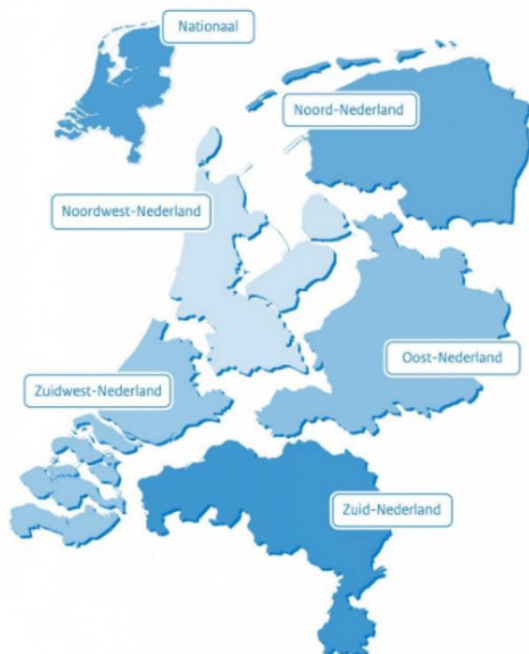 Nationaal
Noord-Nederland
Noordwest-Nederland
Oost-Nederland
Zuidwest-Nederland
Zuid-Nederland